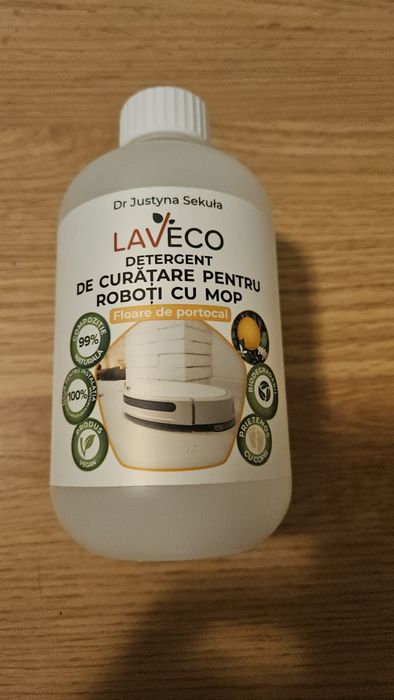 Dr Justyna Sekuła
LAVECO
DETERGENT
DE CURĂȚARE PENTRU
ROBOȚI CU MOP
Floare de portocal
COMPOZIȚIE
99%
NATURALĂ
100%
PRODUS
VEGAN
BIODEGRADABIL
PRIETENOS
CU COPIII